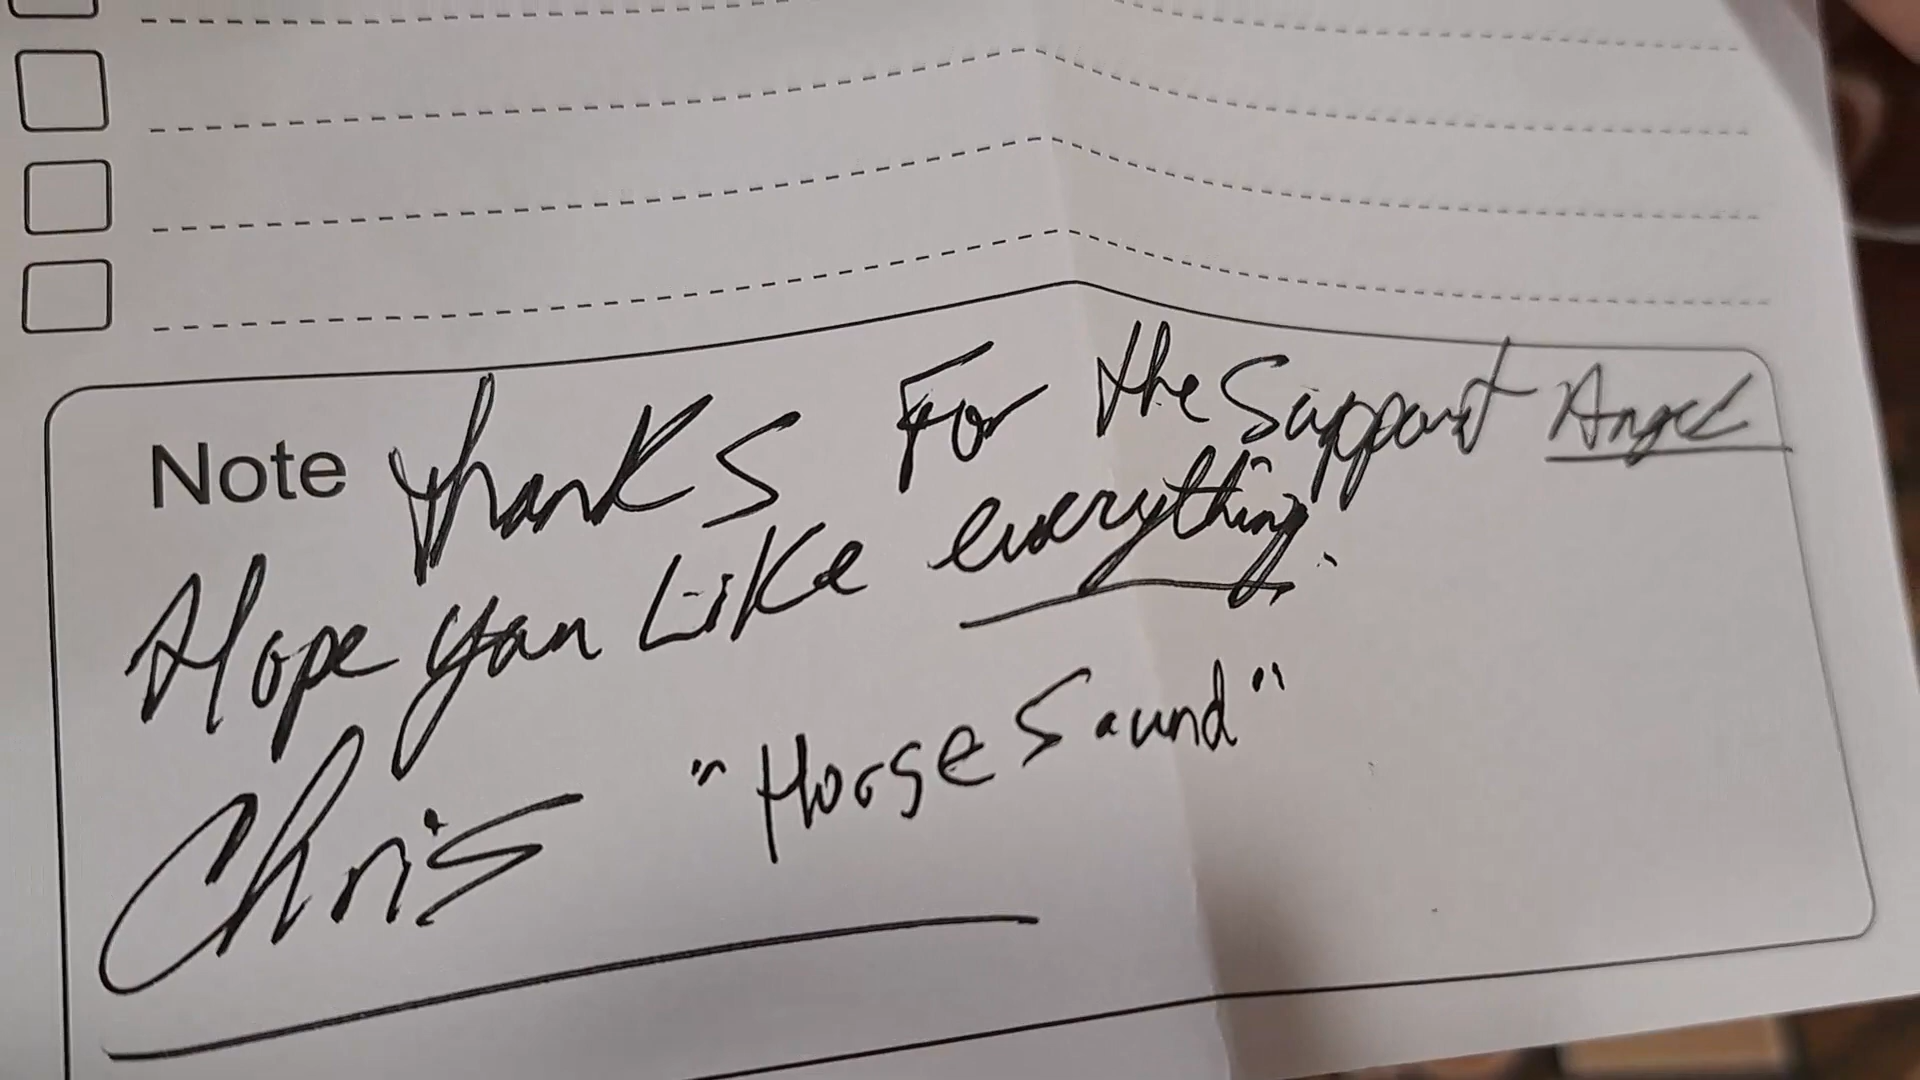 Note Thanks For the Support Angel
Hope you Like everything.
Chris "Horse Sound"